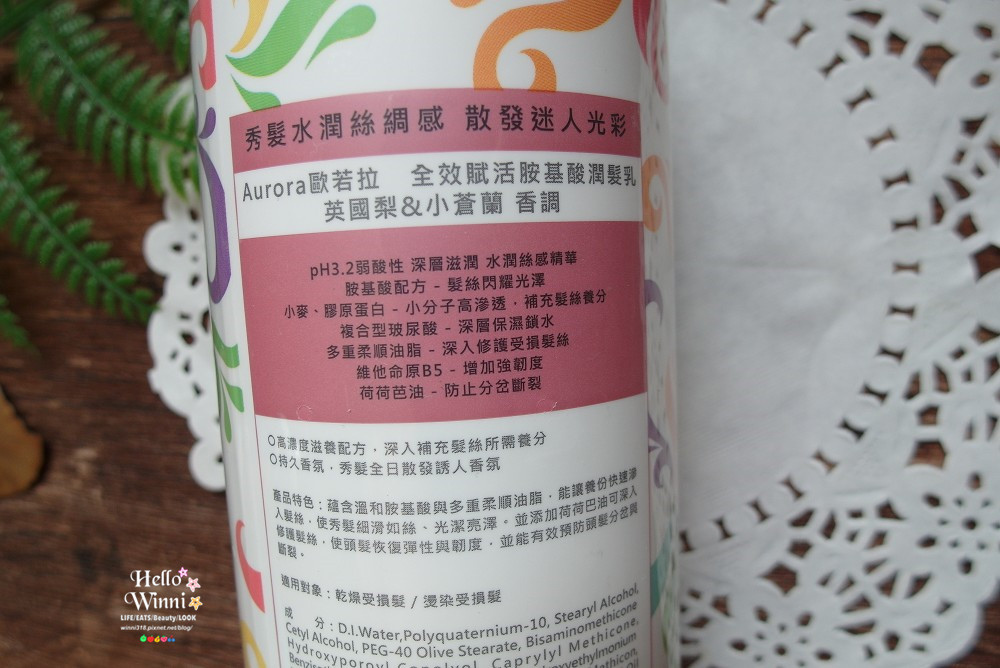 秀髮水潤絲綢感 散發迷人光彩
Aurora歐若拉 全效賦活胺基酸潤髮乳
英國梨&小蒼蘭 香調
pH3.2弱酸性 深層滋潤 水潤絲感精華
胺基酸配方 - 髮絲閃耀光澤
小麥、膠原蛋白 - 小分子高滲透,補充髮絲養分
複合型玻尿酸 - 深層保濕鎖水
多重柔順油脂 - 深入修護受損髮絲
維他命原B5 - 增加強韌度
荷荷芭油 - 防止分岔斷裂
O高濃度滋養配方,深入補充髮絲所需養分
O持久香氛,秀髮全日散發誘人香氛
產品特色:蘊含溫和胺基酸與多重柔順油脂,能讓養份快速滲
入髮絲,使秀髮細滑如絲、光潔亮澤。並添加荷荷巴油可深入
修護髮絲,使頭髮恢復彈性與韌度,並能有效預防頭髮分岔與
斷裂。
適用對象:乾燥受損髮 / 燙染受損髮
成 分:D.I.Water,Polyquaternium-10, Stearyl Alcohol,
Cetyl Alcohol, PEG-40 Olive Stearate, Bisaminomethicone
Caprylyl Methicone,
Hello
Winni
LIFE/EATS/Beauty/LOOK
winni318.pixnet.net/blog/